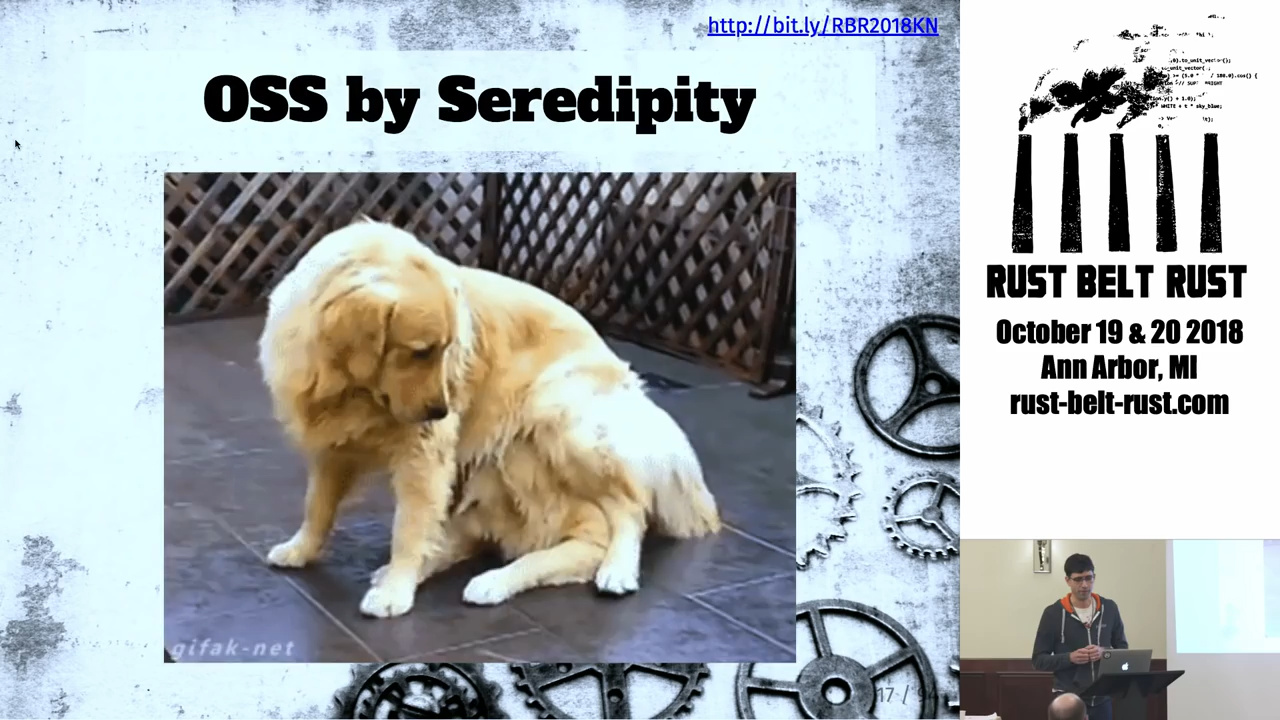 http://bit.ly/RBR2018KN
OSS by Seredipity
gifak-net
17 /
RUST BELT RUST
October 19 & 20 2018
Ann Arbor, MI
rust-belt-rust.com